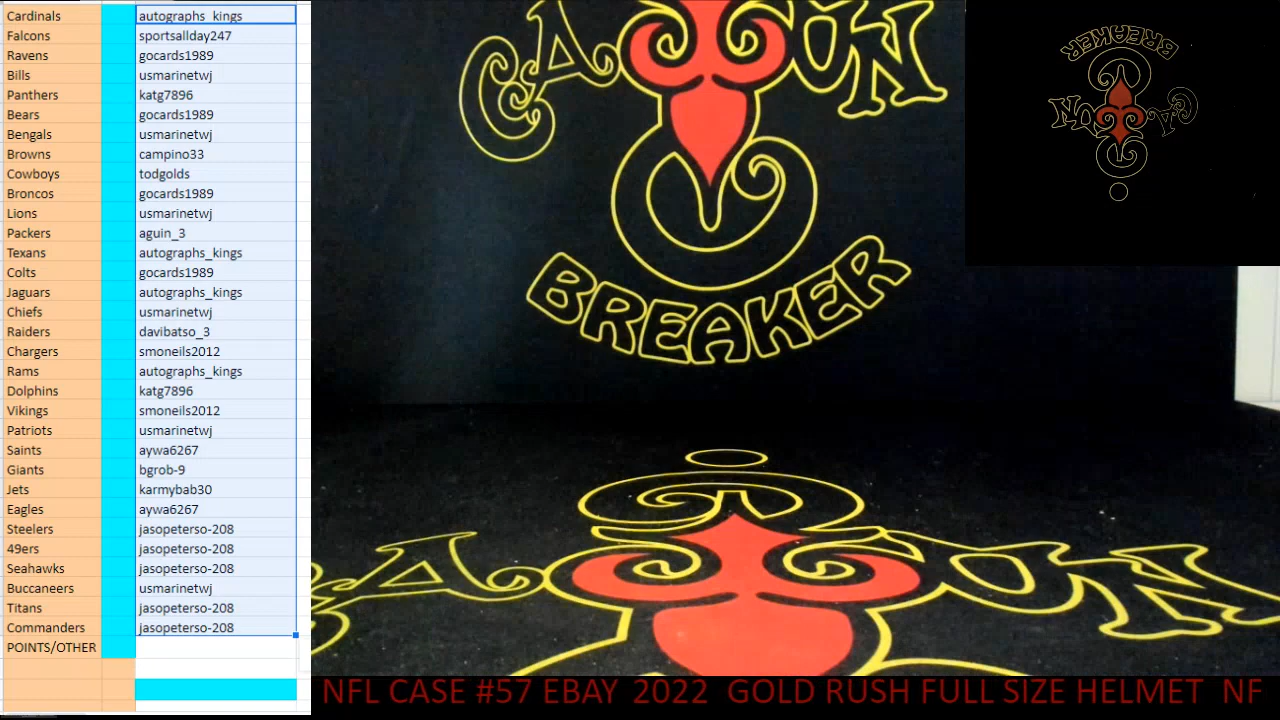 Cardinals autographs_kings
Falcons sportsallday247
Ravens gocards1989
Bills usmarinetwj
Panthers katg7896
Bears gocards1989
Bengals usmarinetwj
Browns campino33
Cowboys todgolds
Broncos gocards1989
Lions usmarinetwj
Packers aguin_3
Texans autographs_kings
Colts gocards1989
Jaguars autographs_kings
Chiefs usmarinetwj
Raiders davibatso_3
Chargers smoneils2012
Rams autographs_kings
Dolphins katg7896
Vikings smoneils2012
Patriots usmarinetwj
Saints aywa6267
Giants bgrob-9
Jets karmybab30
Eagles aywa6267
Steelers jasopeterso-208
49ers jasopeterso-208
Seahawks jasopeterso-208
Buccaneers usmarinetwj
Titans jasopeterso-208
Commanders jasopeterso-208
POINTS/OTHER
CAJUN
BREAKER
BREAKER
CAJUN
CAJUN
NFL CASE #57 EBAY 2022 GOLD RUSH FULL SIZE HELMET NF